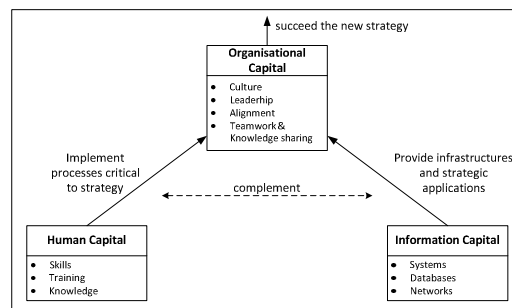 succeed the new strategy
Organisational
Capital
• Culture
• Leaderhip
• Alignment
• Teamwork &
Knowledge sharing
Implement
processes critical
to strategy
Provide infrastructures
and strategic
applications
complement
Human Capital
• Skills
• Training
• Knowledge
Information Capital
• Systems
• Databases
• Networks